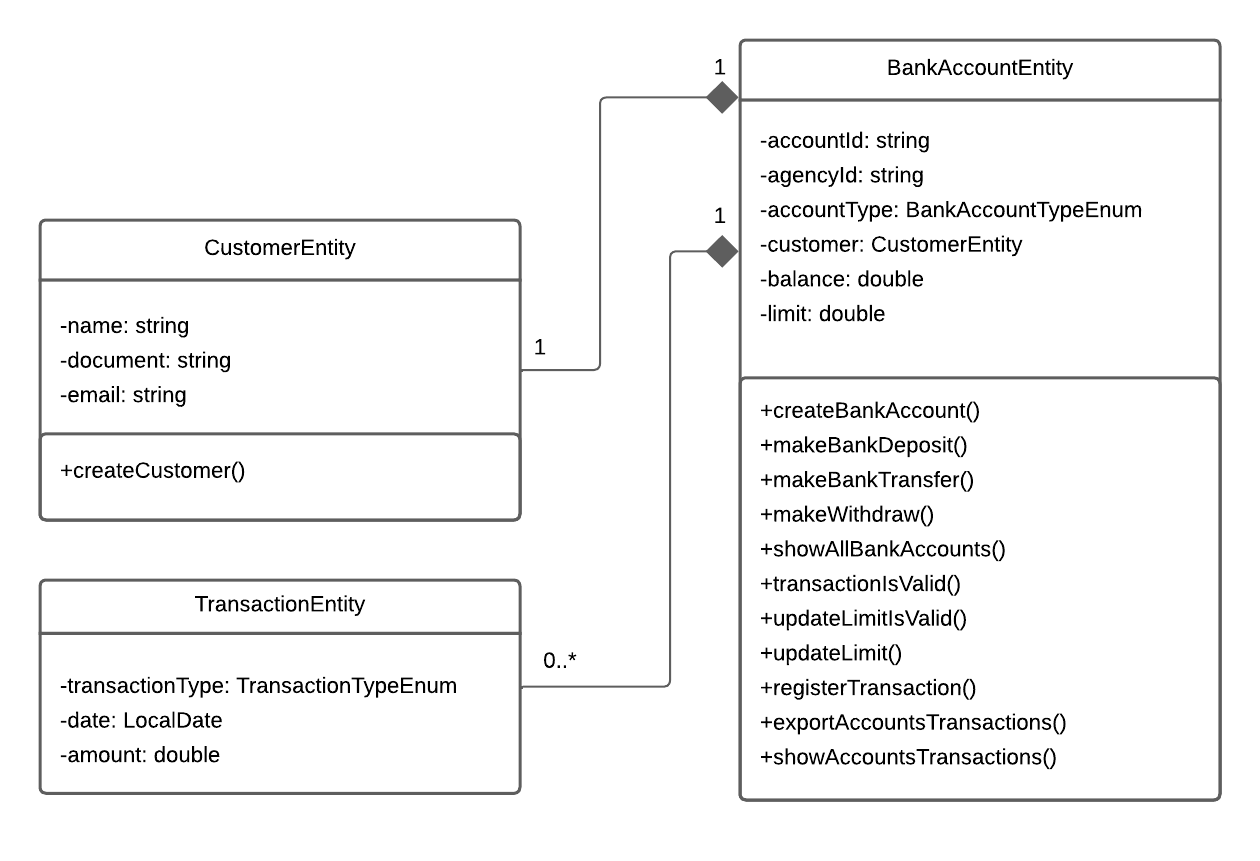 CustomerEntity
-name: string
-document: string
-email: string
+createCustomer()
1
1
TransactionEntity
-transactionType: TransactionTypeEnum
-date: LocalDate
-amount: double
0..*
1
BankAccountEntity
-accountId: string
-agencyId: string
-accountType: BankAccountTypeEnum
-customer: CustomerEntity
-balance: double
-limit: double
+createBankAccount()
+makeBankDeposit()
+makeBankTransfer()
+makeWithdraw()
+showAllBankAccounts()
+transactionIsValid()
+updateLimitIsValid()
+updateLimit()
+registerTransaction()
+exportAccountsTransactions()
+showAccountsTransactions()